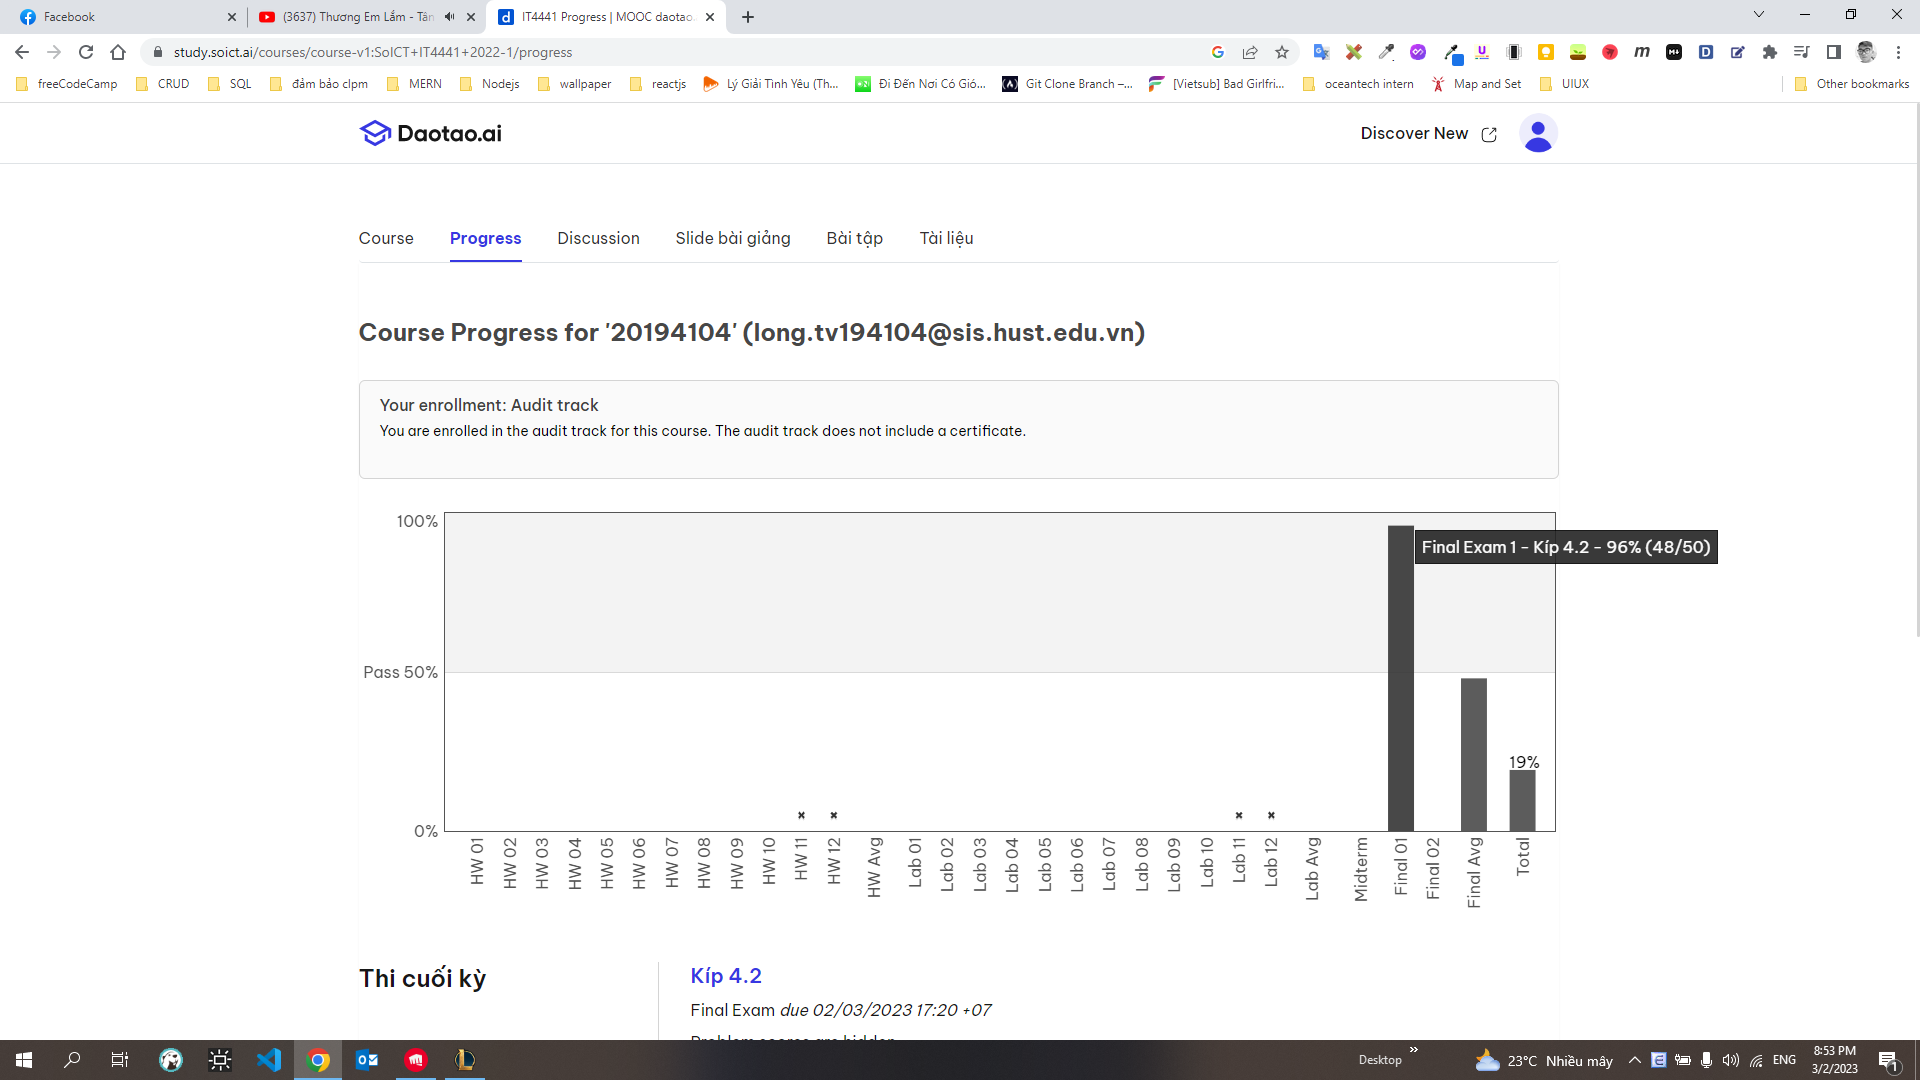 Facebook
(3637) Thương Em Lắm - Tăn
IT4441 Progress | MOOC daotao.
study.soict.ai/courses/course-v1:SoICT+IT4441+2022-1/progress
freeCodeCamp
CRUD
SQL
đảm bảo clpm
MERN
Nodejs
wallpaper
reactjs
Lý Giải Tình Yêu (Th...
Đi Đến Nơi Có Gió...
Git Clone Branch –...
[Vietsub] Bad Girlfri...
oceantech intern
Map and Set
UIUX
Other bookmarks
Daotao.ai
Discover New
Course
Progress
Discussion
Slide bài giảng
Bài tập
Tài liệu
Course Progress for '20194104' (long.tv194104@sis.hust.edu.vn)
Your enrollment: Audit track
You are enrolled in the audit track for this course. The audit track does not include a certificate.
100%
Final Exam 1 - Kíp 4.2 - 96% (48/50)
Pass 50%
19%
0%
HW 01
HW 02
HW 03
HW 04
HW 05
HW 06
HW 07
HW 08
HW 09
HW 10
HW 11
HW 12
HW Avg
Lab 01
Lab 02
Lab 03
Lab 04
Lab 05
Lab 06
Lab 07
Lab 08
Lab 09
Lab 10
Lab 11
Lab 12
Lab Avg
Midterm
Final 01
Final 02
Final Avg
Total
Thi cuối kỳ
Kíp 4.2
Final Exam due 02/03/2023 17:20 +07
Problem scores are hidden
Desktop
23°C Nhiều mây
ENG
8:53 PM
3/2/2023